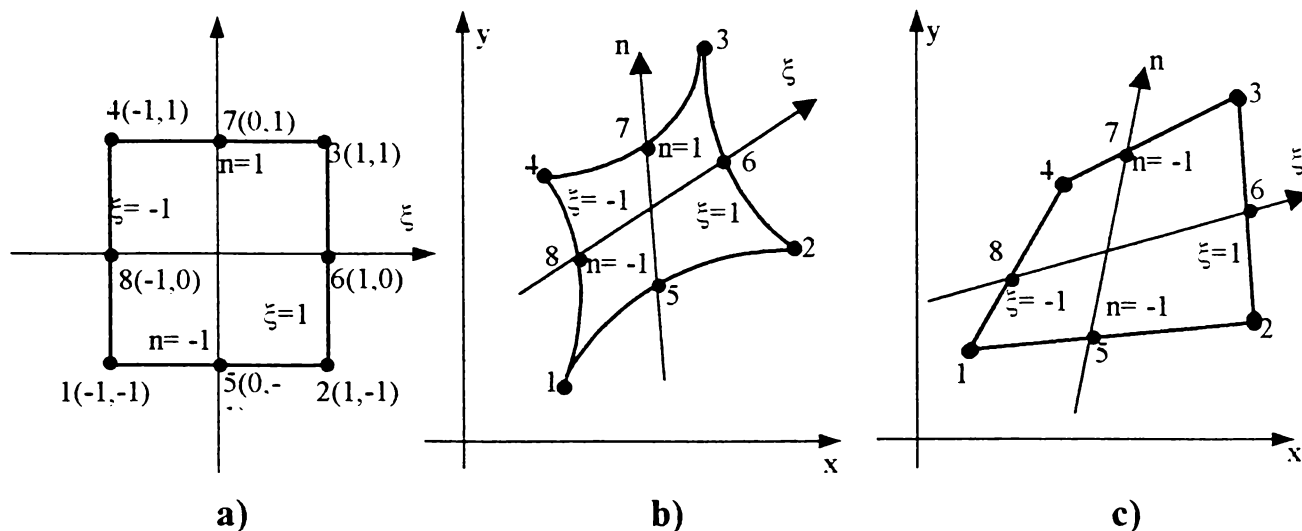 4(-1,1)
7(0,1)
n=1
3(1,1)
ξ= -1
ξ
8(-1,0)
6(1,0)
ξ=1
n= -1
1(-1,-1)
5(0,-
2(1,-1)
a)
y
n
3
ξ
7
n=1
6
4
ξ= -1
ξ=1
8
n= -1
2
5
1
x
b)
y
n
3
7
n= -1
4
ξ
6
8
ξ=1
ξ= -1
n= -1
2
5
1
x
c)